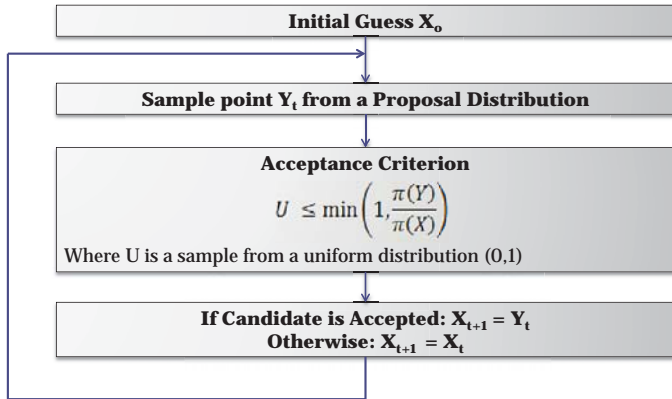 Initial Guess Xₒ
Sample point Yₜ from a Proposal Distribution
Acceptance Criterion
U ≤ min(1, π(Y)/π(X))
Where U is a sample from a uniform distribution (0,1)
If Candidate is Accepted: Xₜ₊₁ = Yₜ
Otherwise: Xₜ₊₁ = Xₜ